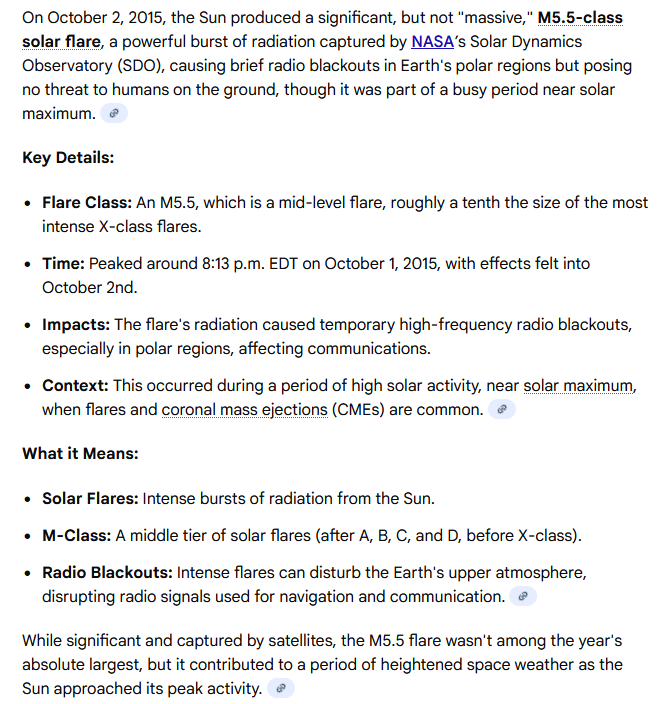 On October 2, 2015, the Sun produced a significant, but not "massive," M5.5-class
solar flare, a powerful burst of radiation captured by NASA's Solar Dynamics
Observatory (SDO), causing brief radio blackouts in Earth's polar regions but posing
no threat to humans on the ground, though it was part of a busy period near solar
maximum.
Key Details:
• Flare Class: An M5.5, which is a mid-level flare, roughly a tenth the size of the most
intense X-class flares.
• Time: Peaked around 8:13 p.m. EDT on October 1, 2015, with effects felt into
October 2nd.
• Impacts: The flare's radiation caused temporary high-frequency radio blackouts,
especially in polar regions, affecting communications.
• Context: This occurred during a period of high solar activity, near solar maximum,
when flares and coronal mass ejections (CMEs) are common.
What it Means:
• Solar Flares: Intense bursts of radiation from the Sun.
• M-Class: A middle tier of solar flares (after A, B, C, and D, before X-class).
• Radio Blackouts: Intense flares can disturb the Earth's upper atmosphere,
disrupting radio signals used for navigation and communication.
While significant and captured by satellites, the M5.5 flare wasn't among the year's
absolute largest, but it contributed to a period of heightened space weather as the
Sun approached its peak activity.